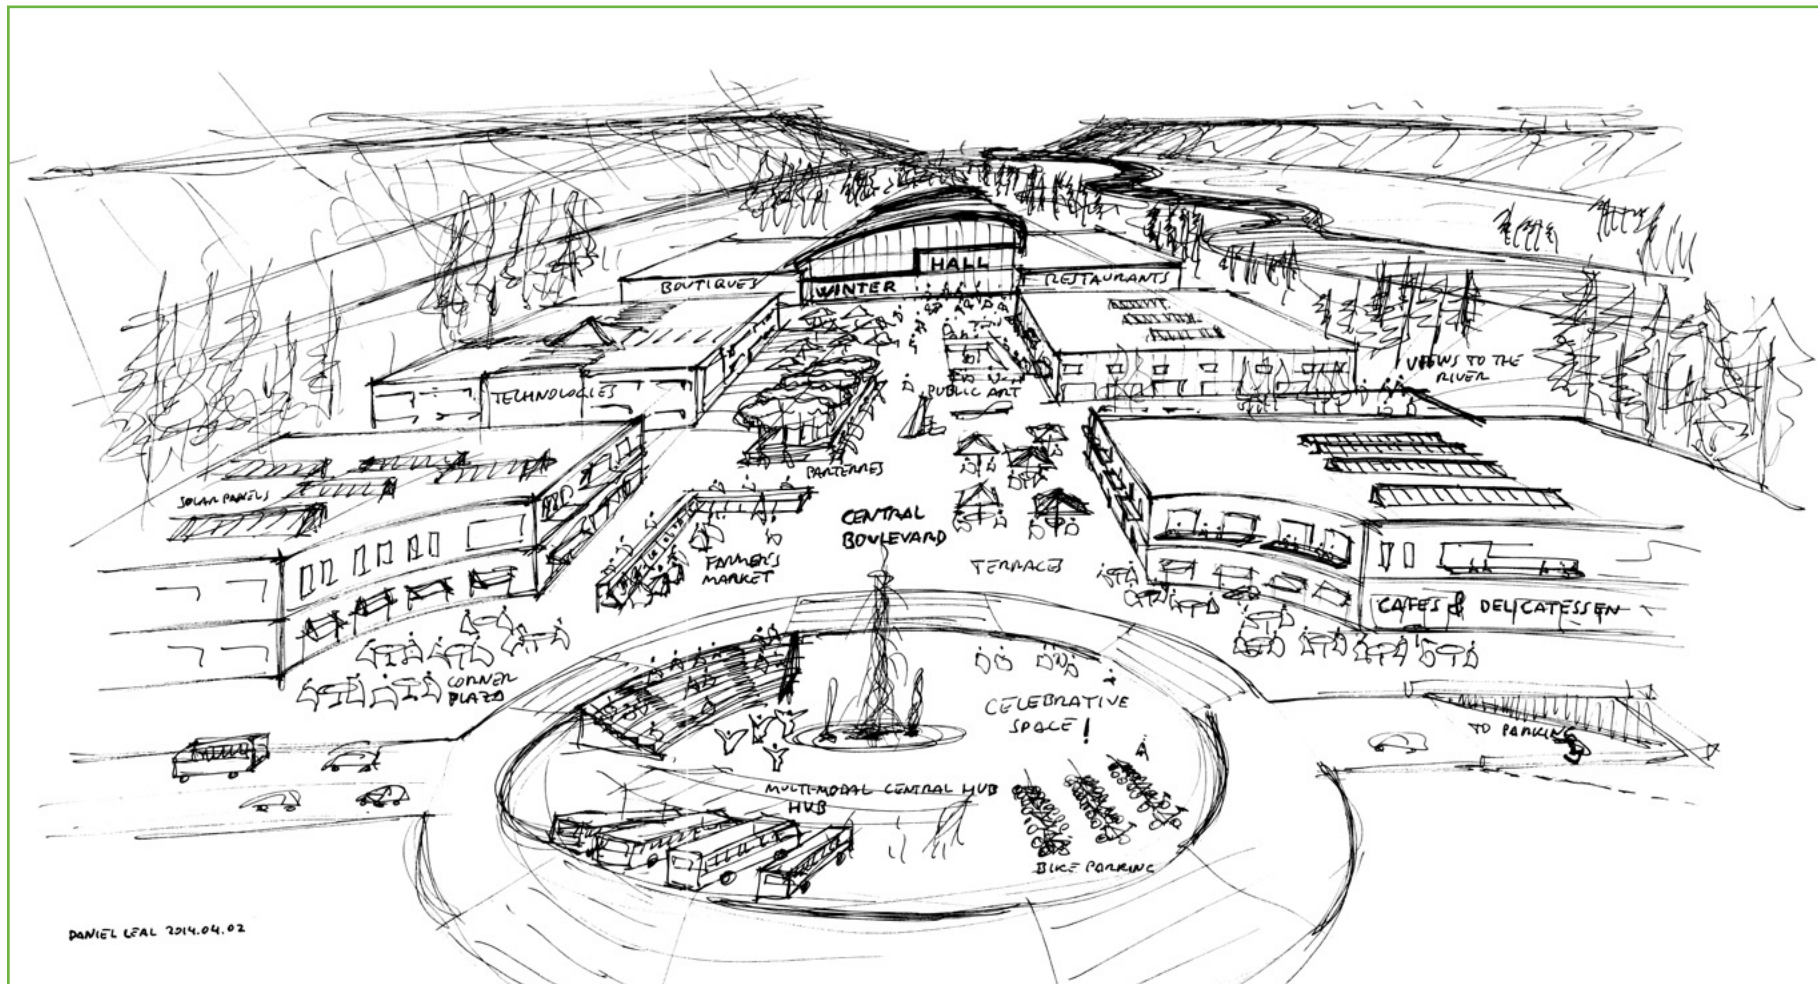 HALL
BOUTIQUES
WINTER
RESTAURANTS
TECHNOLOGIES
PUBLIC ART
VIEWS TO THE
RIVER
PARTERRES
SOLAR PANELS
CENTRAL
BOULEVARD
FARMER'S
MARKET
TERRACES
CAFES & DELICATESSEN
CORNER
PLAZA
CELEBRATIVE
SPACE!
TO PARKING
MULTI-MODAL CENTRAL HUB
HUB
BIKE PARKING
DANIEL LEAL 2014.04.02